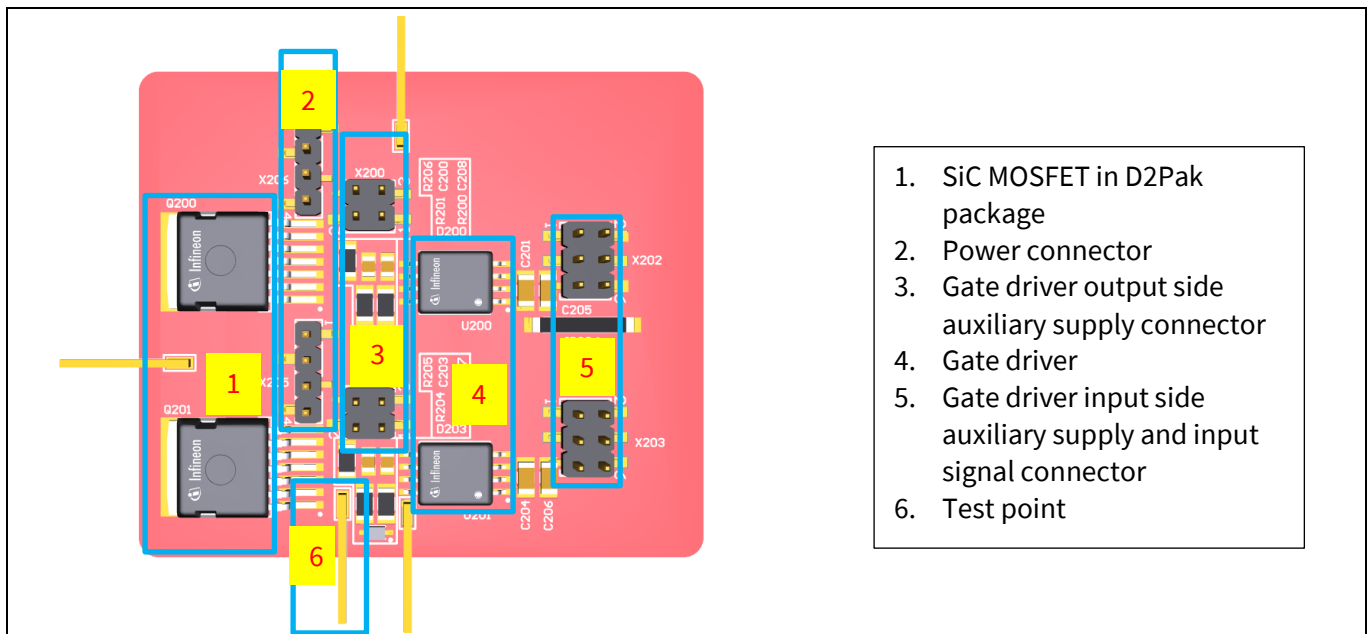 2
X206
X200
R206
C200
C208
R201
R200
D200
Q200
Infineon
C201
X202
Infineon
U200
C205
3
1
X205
R205
C203
R204
D203
4
5
Q201
Infineon
Infineon
X203
U201
C204
C206
6
1. SiC MOSFET in D2Pak
package
2. Power connector
3. Gate driver output side
auxiliary supply connector
4. Gate driver
5. Gate driver input side
auxiliary supply and input
signal connector
6. Test point